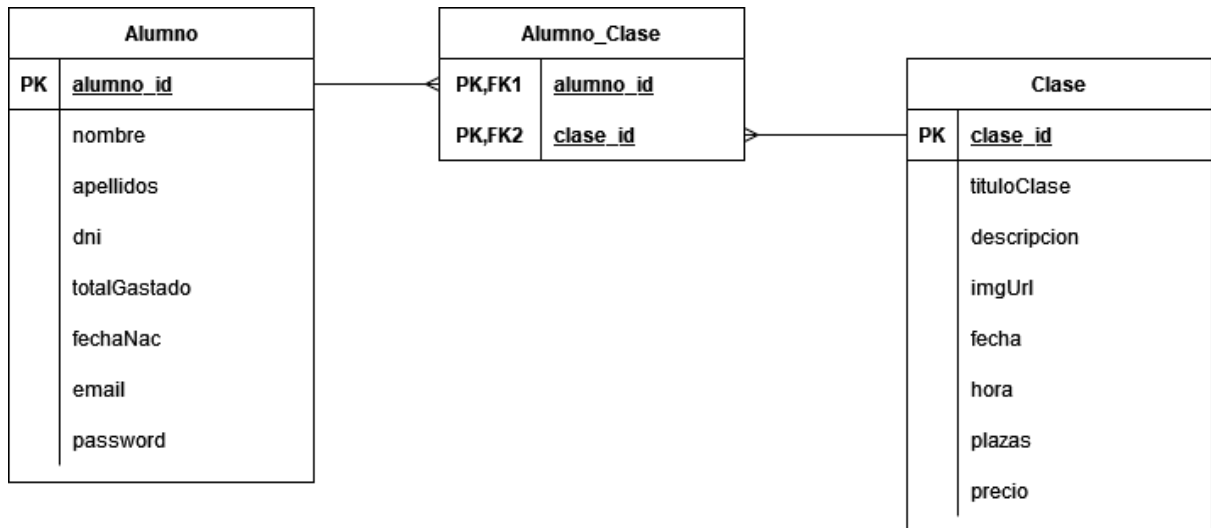 Alumno
PK alumno_id
nombre
apellidos
dni
totalGastado
fechaNac
email
password
Alumno_Clase
PK,FK1 alumno_id
PK,FK2 clase_id
Clase
PK clase_id
tituloClase
descripcion
imgUrl
fecha
hora
plazas
precio